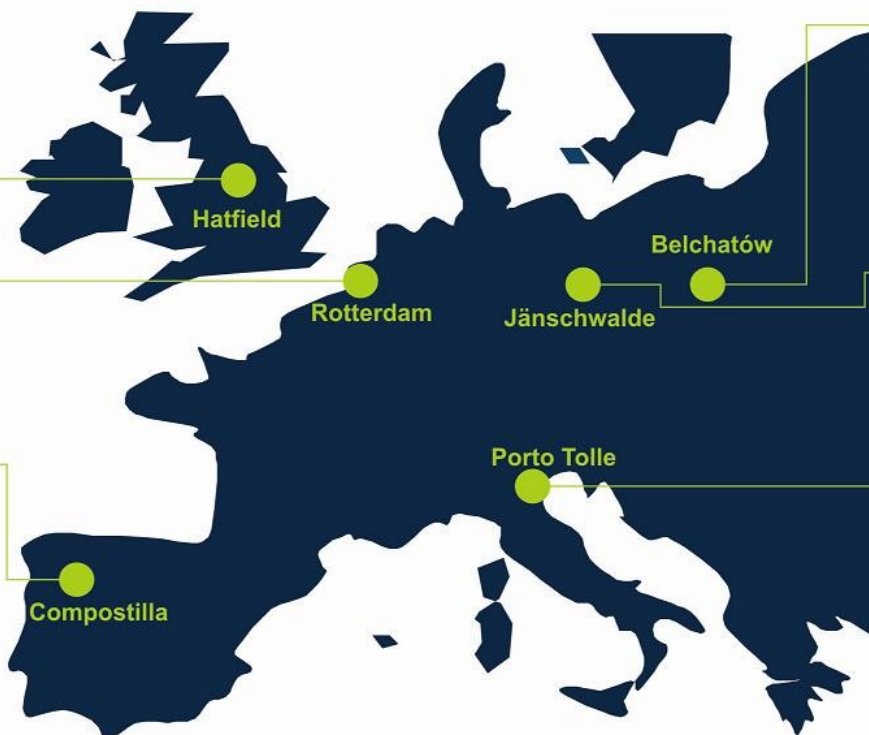 Hatfield
Belchatów
Rotterdam
Jänschwalde
Porto Tolle
Compostilla